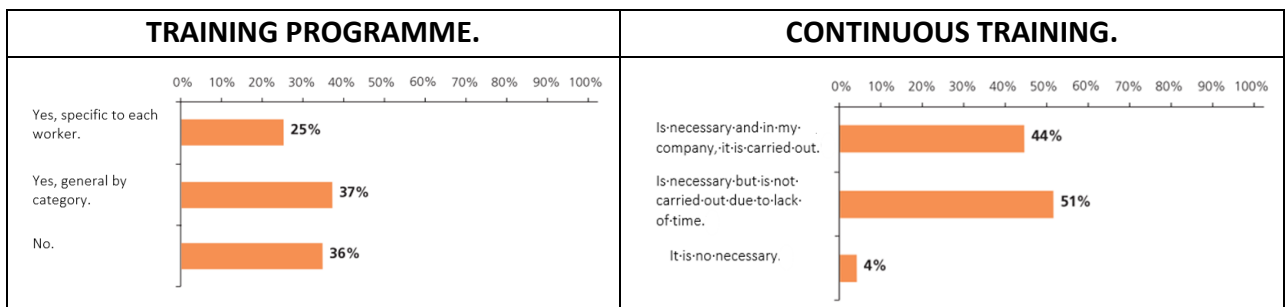 TRAINING PROGRAMME.
0% 10% 20% 30% 40% 50% 60% 70% 80% 90% 100%
Yes, specific to each
worker.
25%
Yes, general by
category.
37%
No.
36%
CONTINUOUS TRAINING.
0% 10% 20% 30% 40% 50% 60% 70% 80% 90% 100%
Is·necessary·and·in·my·
company,·it·is·carried·out.
44%
Is·necessary·but·is·not·
carried·out·due·to·lack·
of·time.
51%
It·is·no·necessary.
4%